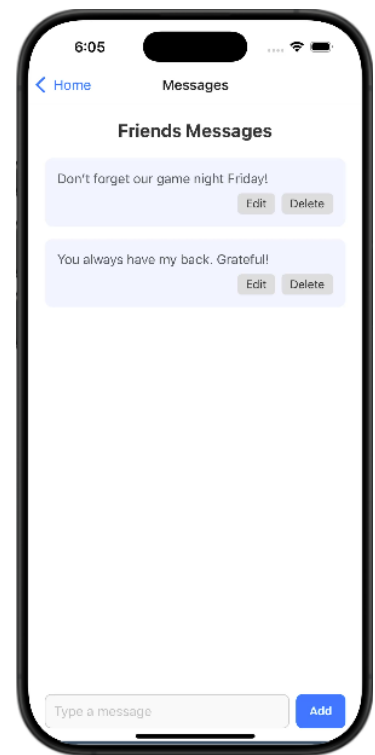 6:05
Home
Messages
Friends Messages
Don't forget our game night Friday!
Edit Delete
You always have my back. Grateful!
Edit Delete
Type a message
Add